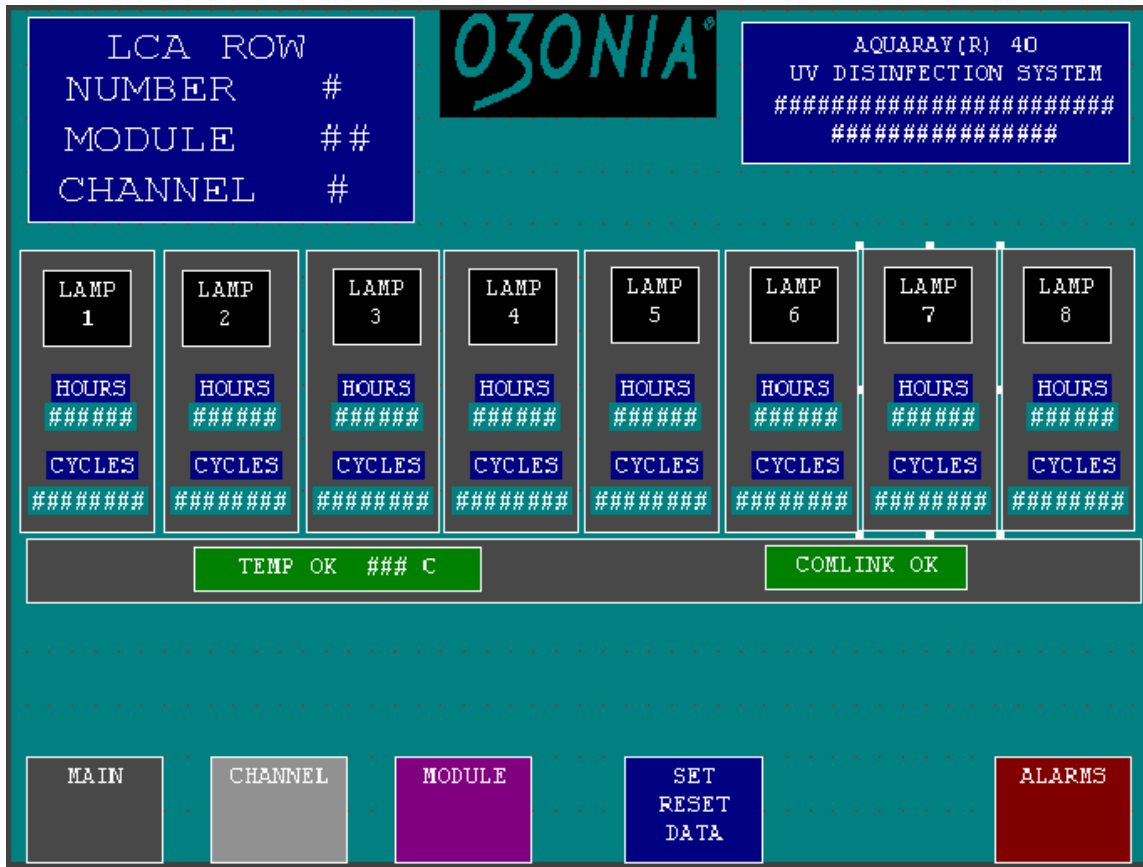 LCA ROW
NUMBER #
MODULE ##
CHANNEL #
OZONIA®
AQUARAY(R) 40
UV DISINFECTION SYSTEM
########################
################
LAMP
1
HOURS
######
CYCLES
########
LAMP
2
HOURS
######
CYCLES
########
LAMP
3
HOURS
######
CYCLES
########
LAMP
4
HOURS
######
CYCLES
########
LAMP
5
HOURS
######
CYCLES
########
LAMP
6
HOURS
######
CYCLES
########
LAMP
7
HOURS
######
CYCLES
########
LAMP
8
HOURS
######
CYCLES
########
TEMP OK ### C
COMLINK OK
MAIN
CHANNEL
MODULE
SET
RESET
DATA
ALARMS